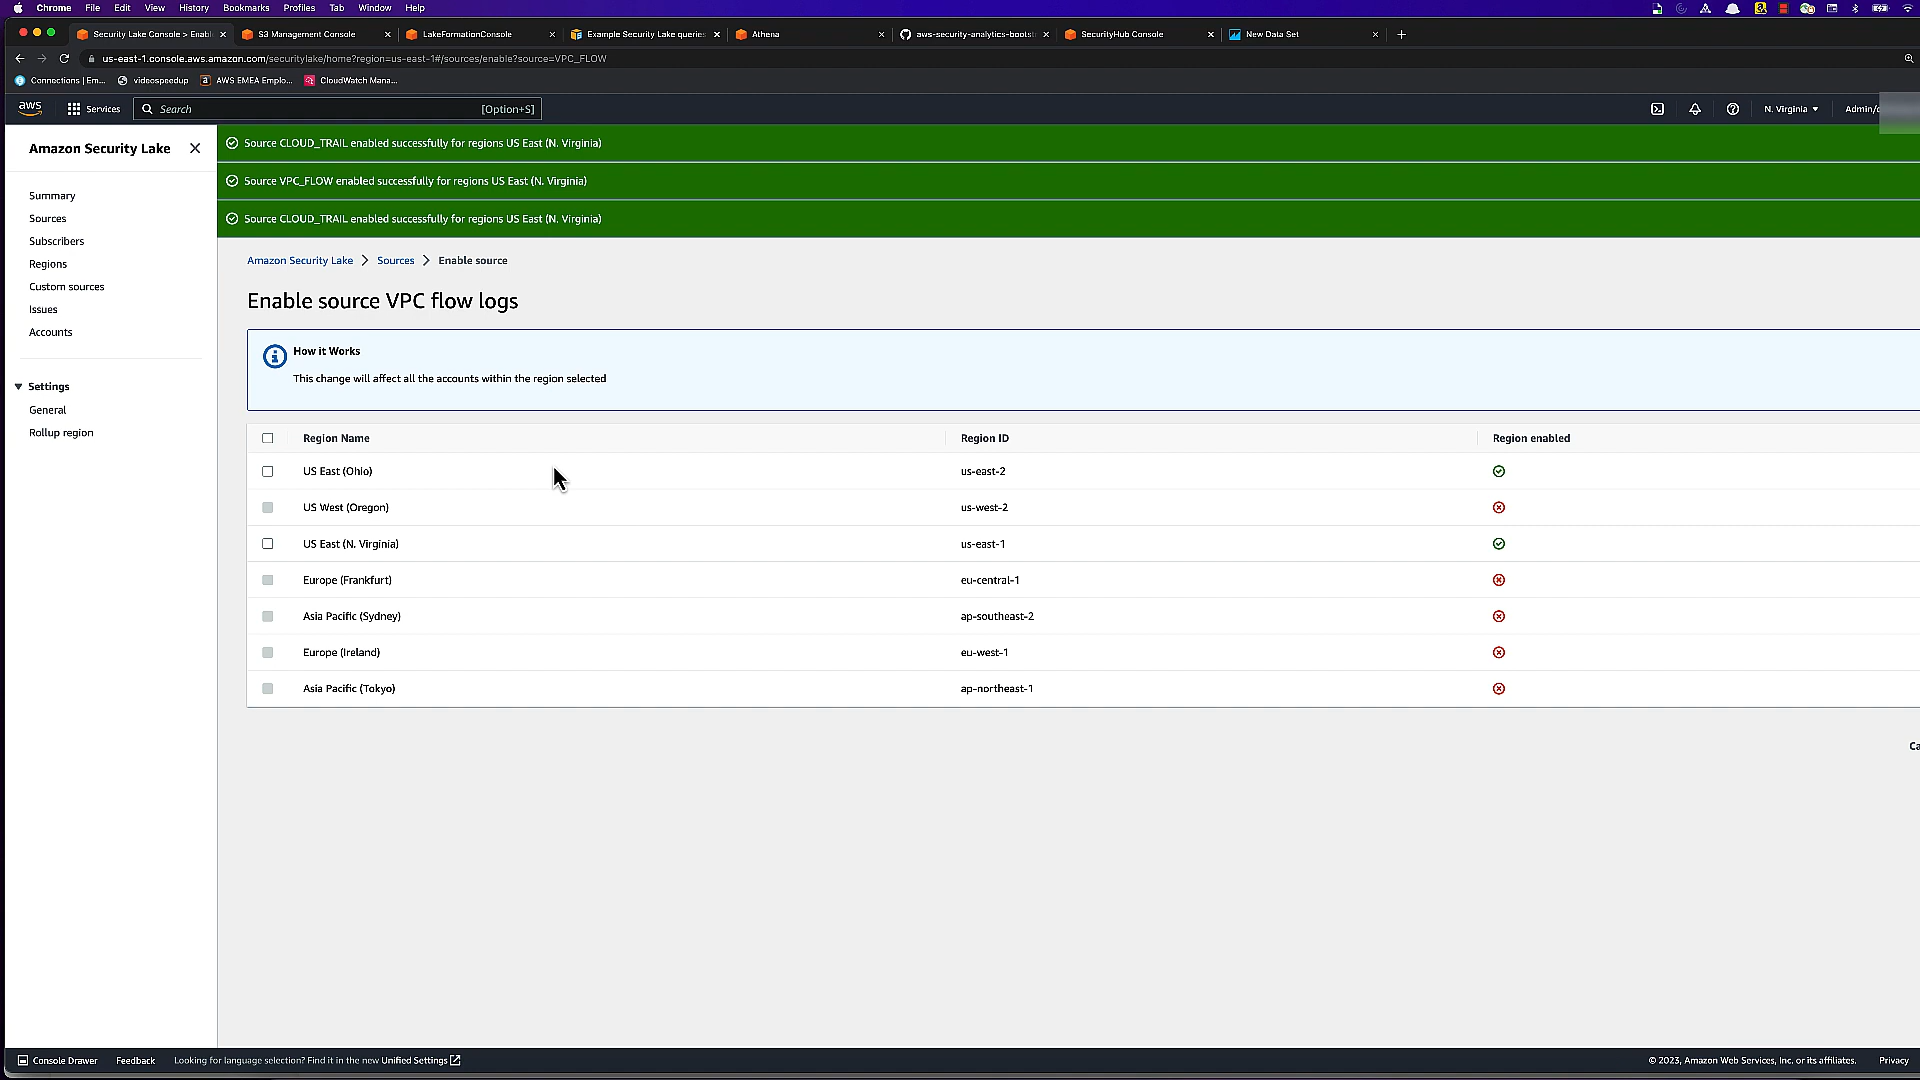 Chrome File Edit View History Bookmarks Profiles Tab Window Help
Security Lake Console > Enabl S3 Management Console LakeFormationConsole Example Security Lake queries Athena aws-security-analytics-bootst SecurityHub Console New Data Set
us-east-1.console.aws.amazon.com/securitylake/home?region=us-east-1#/sources/enable?source=VPC_FLOW
Connections | Em... videospeedup AWS EMEA Emplo... CloudWatch Mana...
aws Services Search [Option+S] N. Virginia Admin/
Amazon Security Lake
Summary
Sources
Subscribers
Regions
Custom sources
Issues
Accounts
Settings
General
Rollup region
Source CLOUD_TRAIL enabled successfully for regions US East (N. Virginia)
Source VPC_FLOW enabled successfully for regions US East (N. Virginia)
Source CLOUD_TRAIL enabled successfully for regions US East (N. Virginia)
Amazon Security Lake > Sources > Enable source
Enable source VPC flow logs
How it Works
This change will affect all the accounts within the region selected
Region Name Region ID Region enabled
US East (Ohio) us-east-2
US West (Oregon) us-west-2
US East (N. Virginia) us-east-1
Europe (Frankfurt) eu-central-1
Asia Pacific (Sydney) ap-southeast-2
Europe (Ireland) eu-west-1
Asia Pacific (Tokyo) ap-northeast-1
Ca
Console Drawer Feedback Looking for language selection? Find it in the new Unified Settings © 2023, Amazon Web Services, Inc. or its affiliates. Privacy